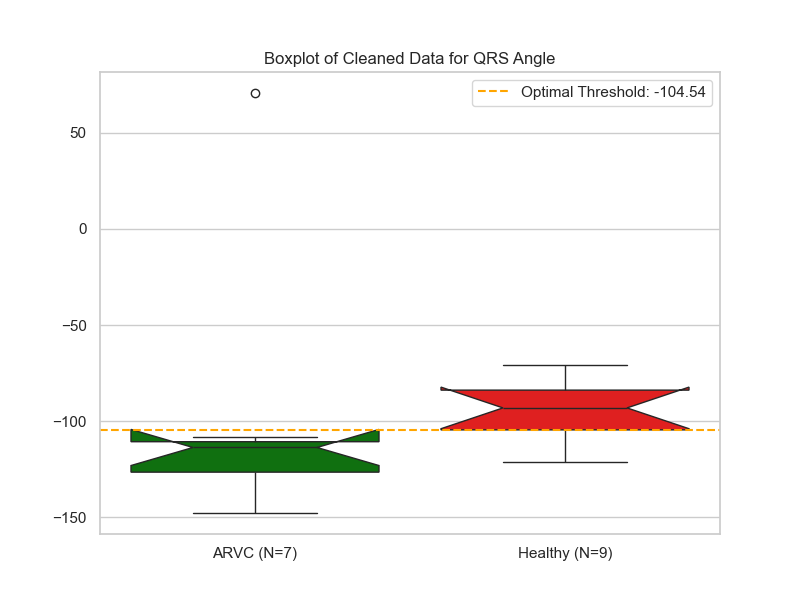 Boxplot of Cleaned Data for QRS Angle
Optimal Threshold: -104.54
50
0
−50
−100
−150
ARVC (N=7)
Healthy (N=9)